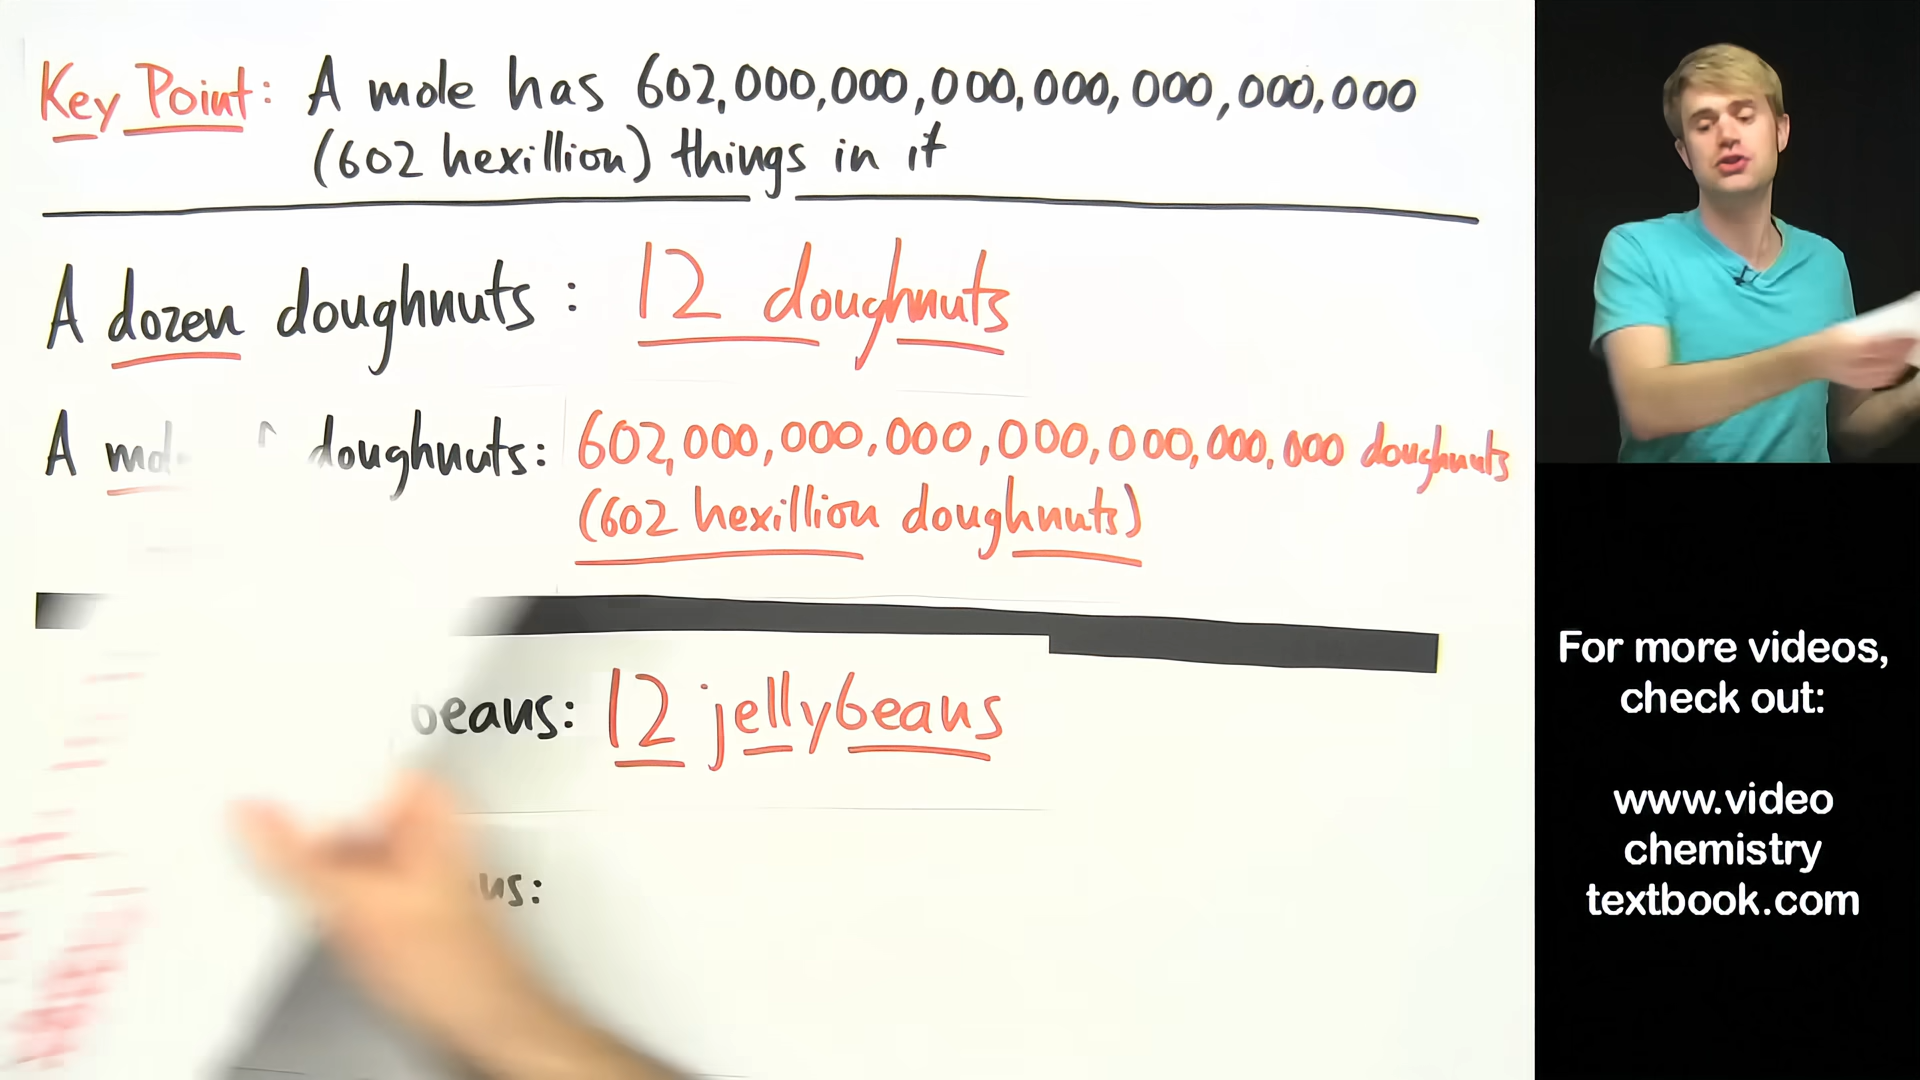 Key Point: A mole has 602,000,000,000,000,000,000,000
(602 hexillion) things in it
A dozen doughnuts: 12 doughnuts
A doughnuts: 602,000,000,000,000,000,000,000 doughnuts
(602 hexillion doughnuts)
12 jellybeans
For more videos,
check out:
www.video
chemistry
textbook.com